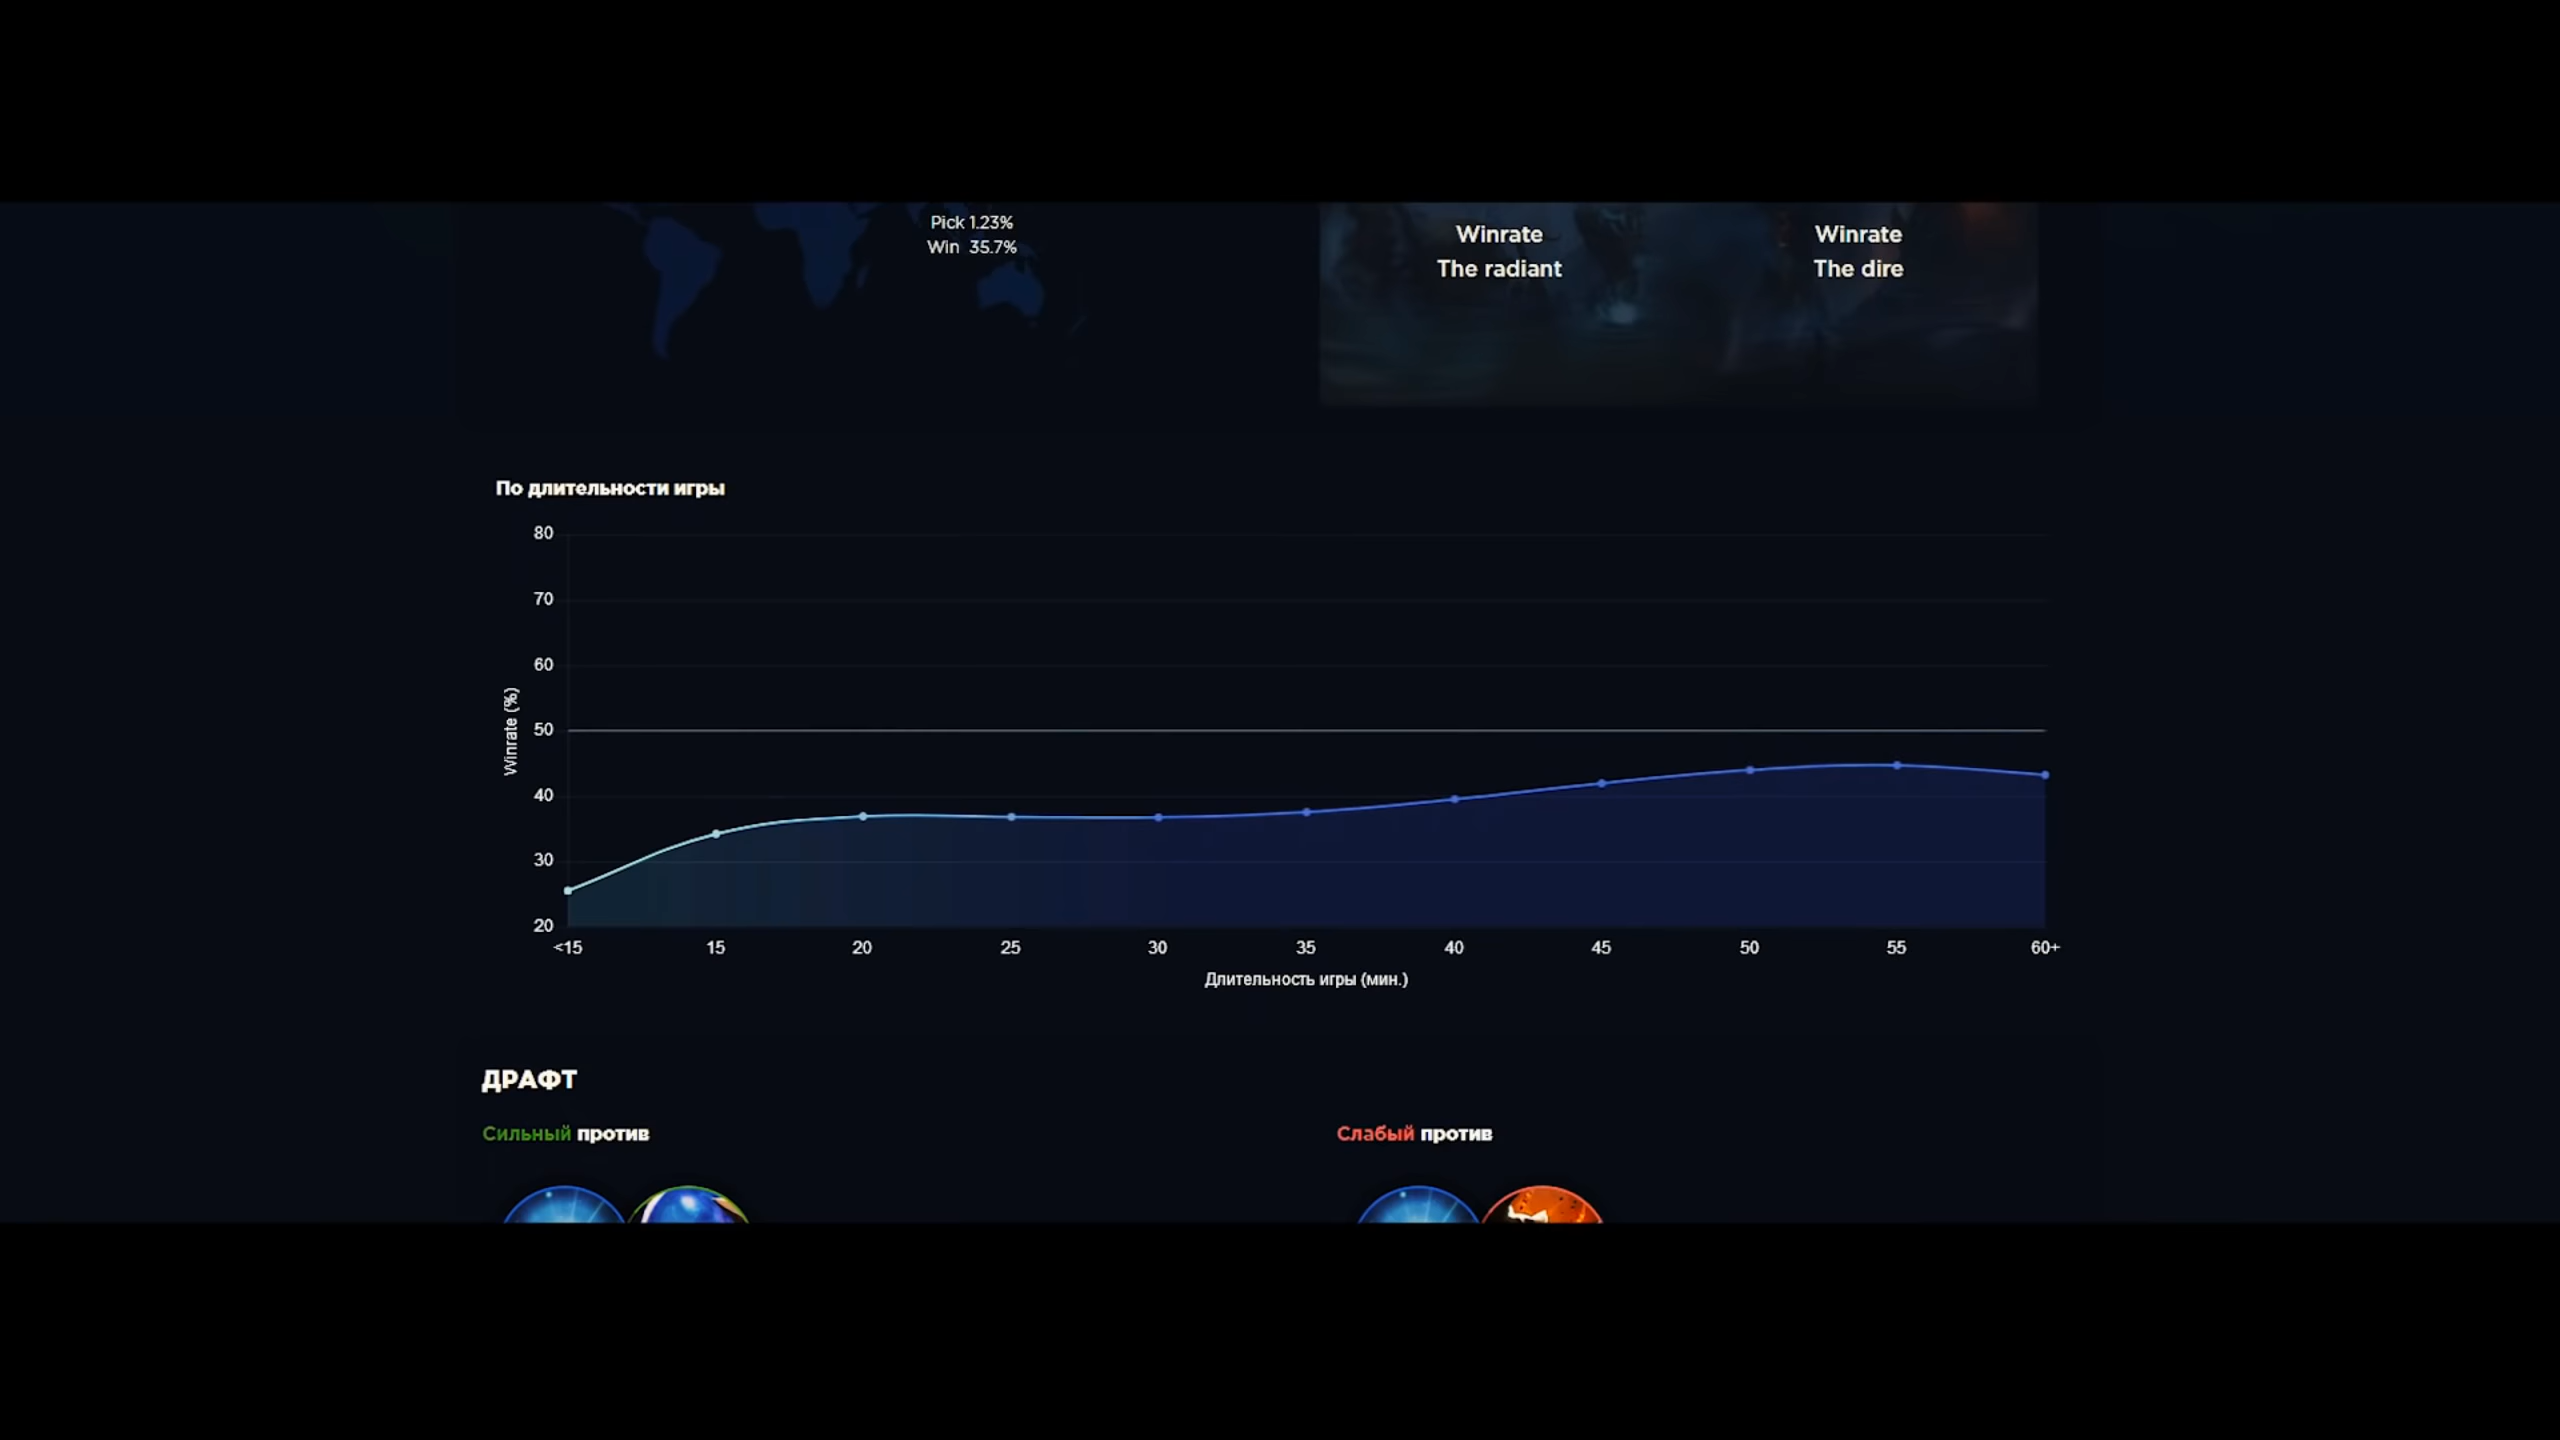 Pick 1.23%
Win 35.7%
Winrate
The radiant
Winrate
The dire
По длительности игры
80
70
60
50
40
30
20
Winrate (%)
<15 15 20 25 30 35 40 45 50 55 60+
Длительность игры (мин.)
ДРАФТ
Сильный против
Слабый против